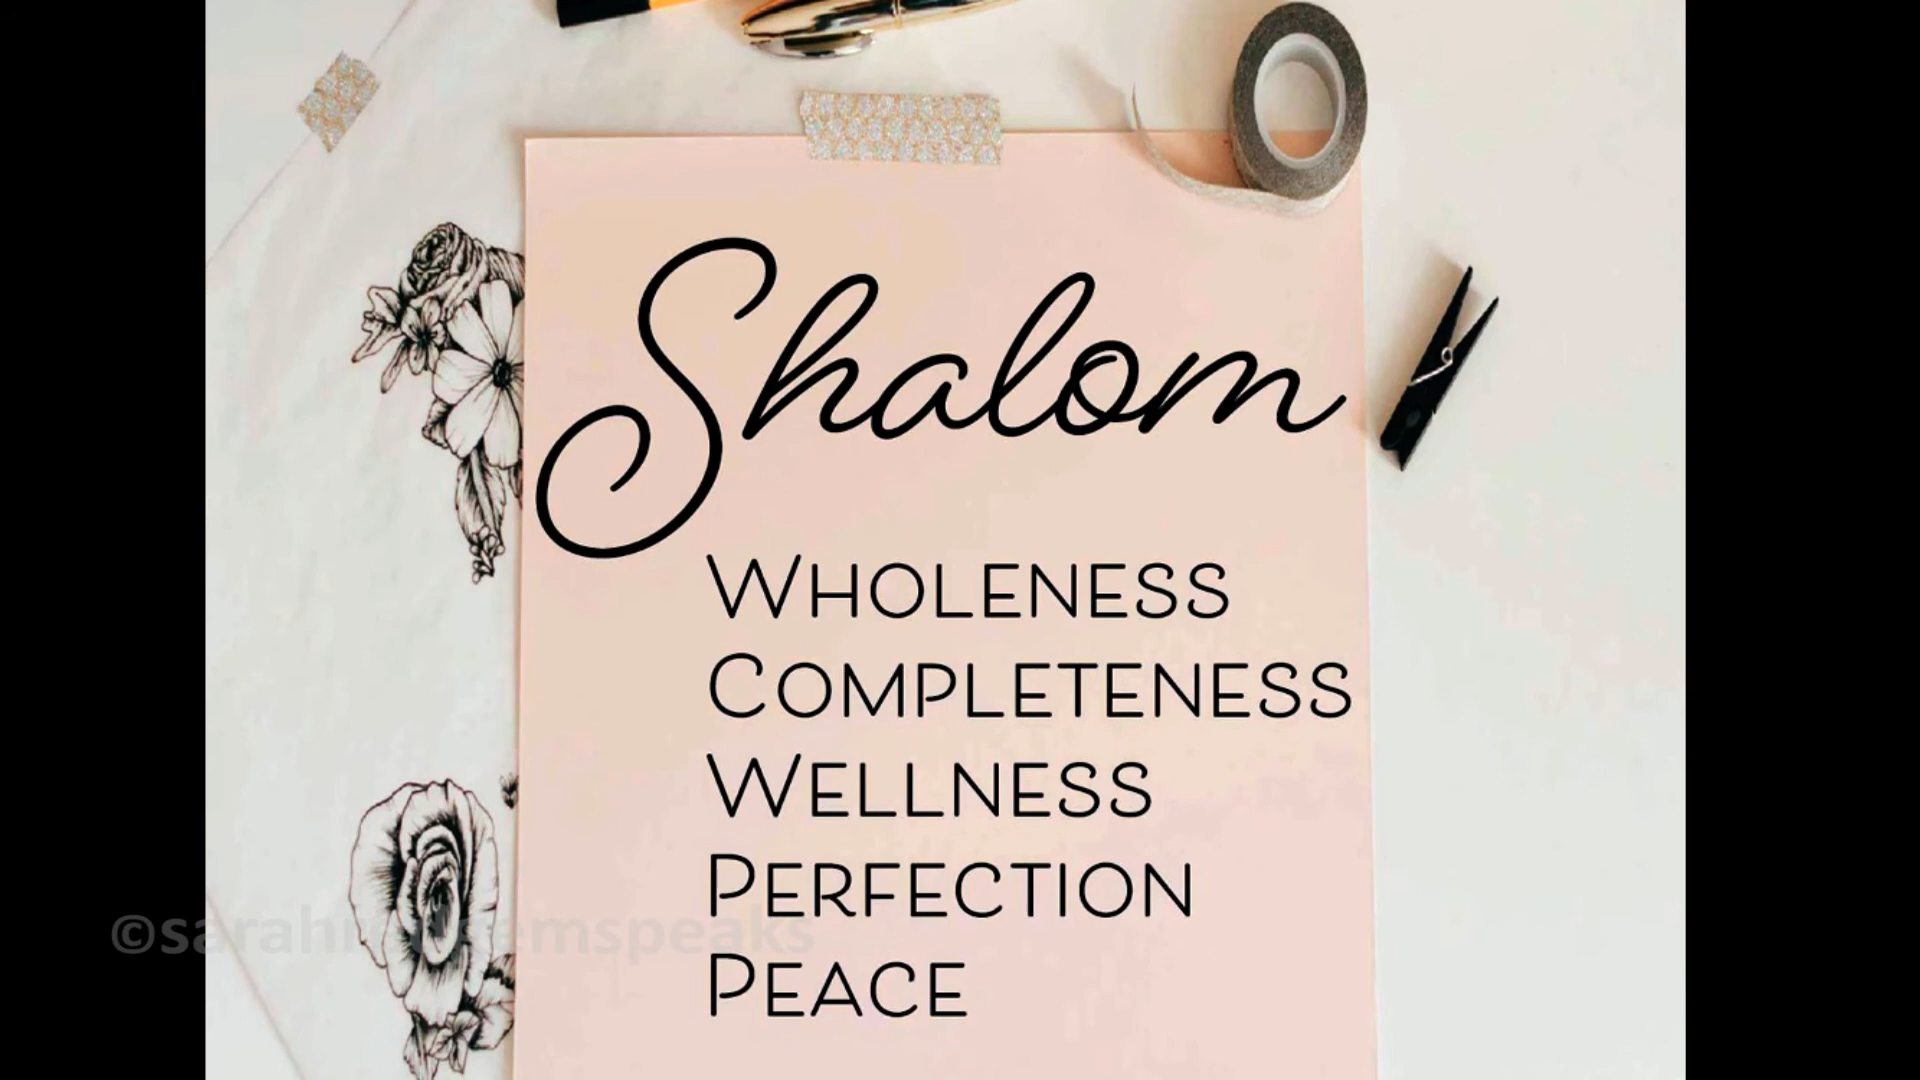 Shalom
WHOLENESS
COMPLETENESS
WELLNESS
PERFECTION
PEACE